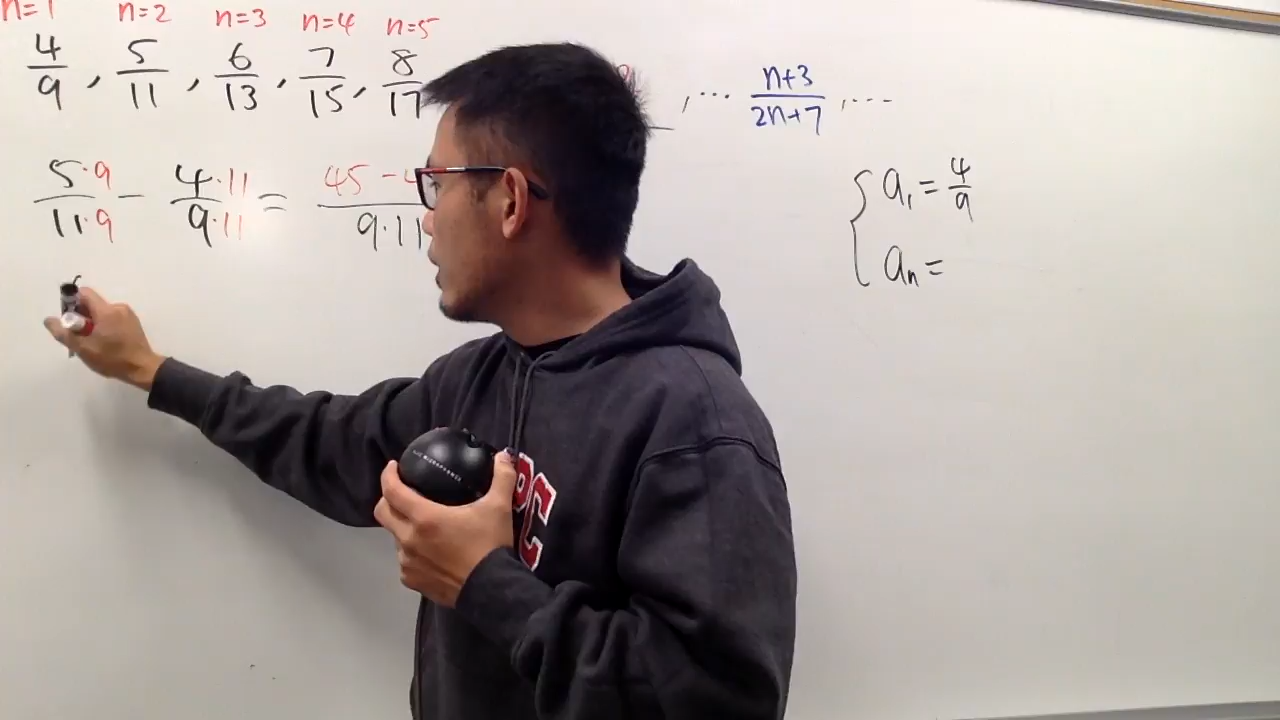 n=1 n=2 n=3 n=4 n=5
4/9, 5/11, 6/13, 7/15, 8/17 , ... (n+3)/(2n+7) , ...
(5·9)/(11·9) - (4·11)/(9·11) = (45-4)/(9·11)
a₁ = 4/9
aₙ =